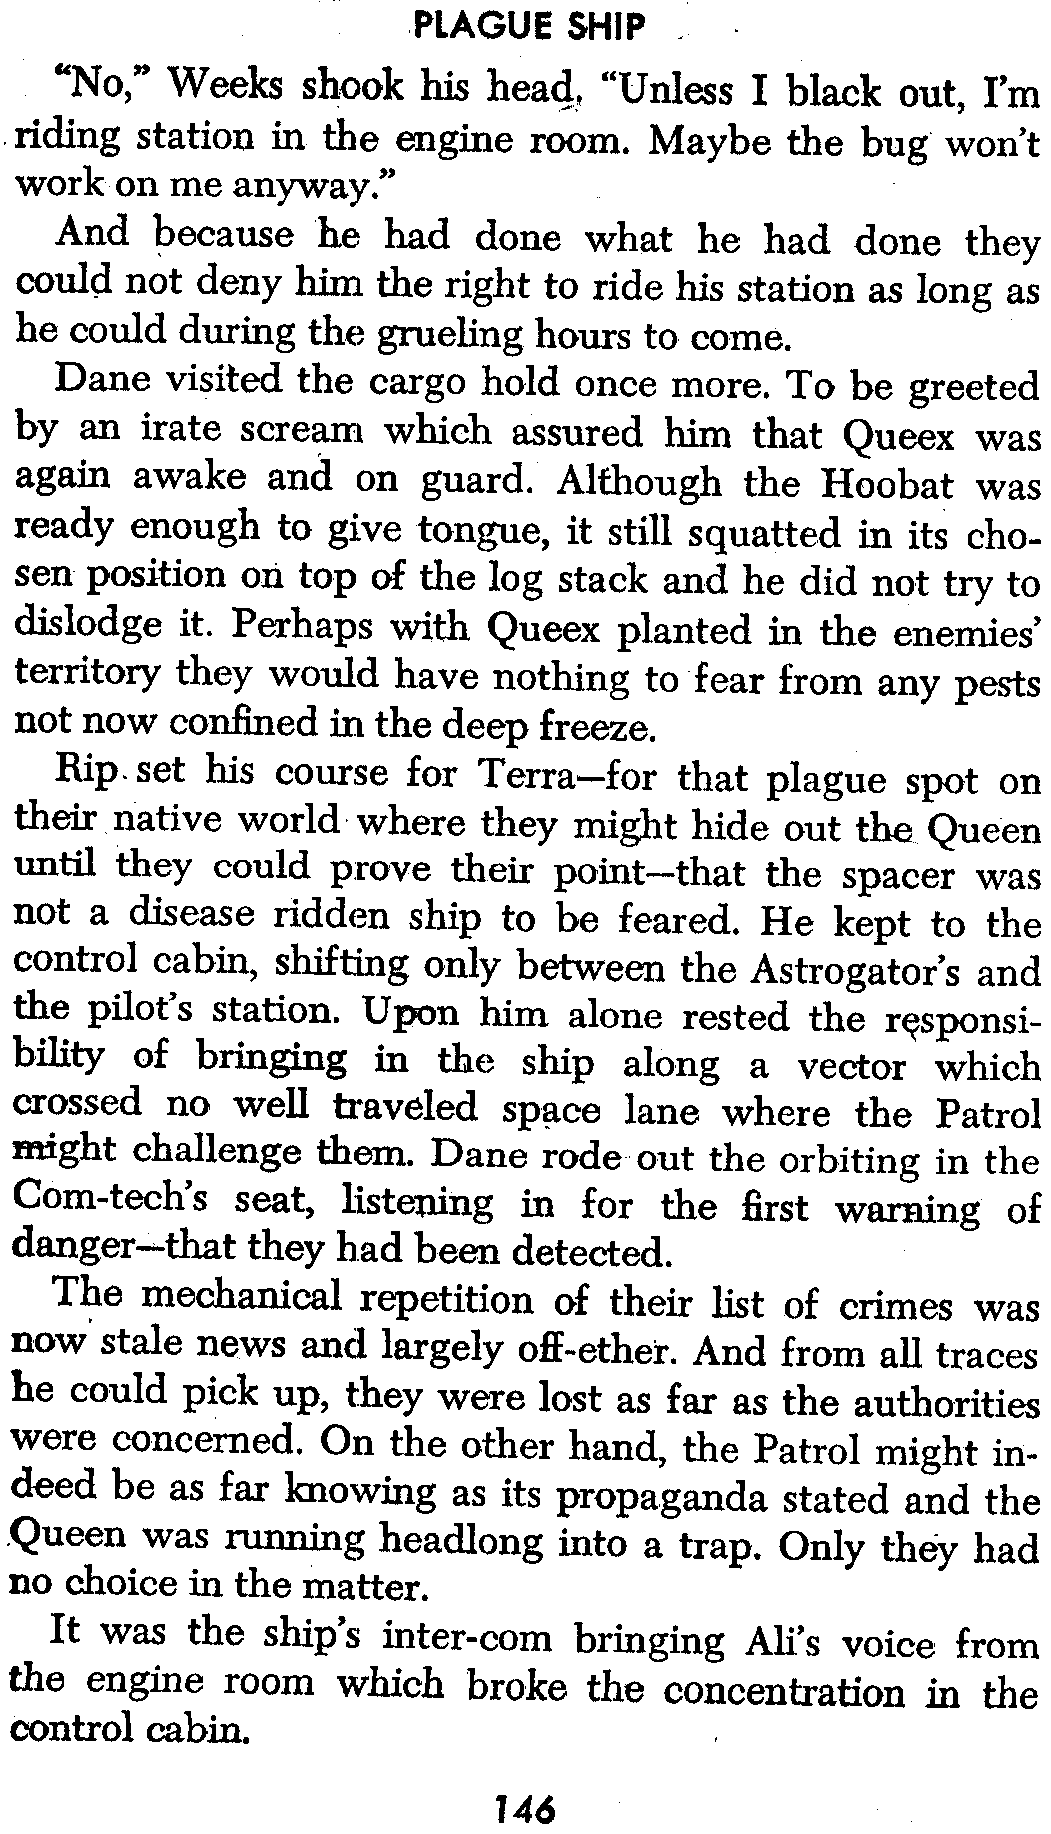 PLAGUE SHIP
“No,” Weeks shook his head, “Unless I black out, I’m
riding station in the engine room. Maybe the bug won’t
work on me anyway.”
And because he had done what he had done they
could not deny him the right to ride his station as long as
he could during the grueling hours to come.
Dane visited the cargo hold once more. To be greeted
by an irate scream which assured him that Queex was
again awake and on guard. Although the Hoobat was
ready enough to give tongue, it still squatted in its cho-
sen position on top of the log stack and he did not try to
dislodge it. Perhaps with Queex planted in the enemies’
territory they would have nothing to fear from any pests
not now confined in the deep freeze.
Rip set his course for Terra—for that plague spot on
their native world where they might hide out the Queen
until they could prove their point—that the spacer was
not a disease ridden ship to be feared. He kept to the
control cabin, shifting only between the Astrogator’s and
the pilot’s station. Upon him alone rested the responsi-
bility of bringing in the ship along a vector which
crossed no well traveled space lane where the Patrol
might challenge them. Dane rode out the orbiting in the
Com-tech’s seat, listening in for the first warning of
danger—that they had been detected.
The mechanical repetition of their list of crimes was
now stale news and largely off-ether. And from all traces
he could pick up, they were lost as far as the authorities
were concerned. On the other hand, the Patrol might in-
deed be as far knowing as its propaganda stated and the
Queen was running headlong into a trap. Only they had
no choice in the matter.
It was the ship’s inter-com bringing Ali’s voice from
the engine room which broke the concentration in the
control cabin.
146